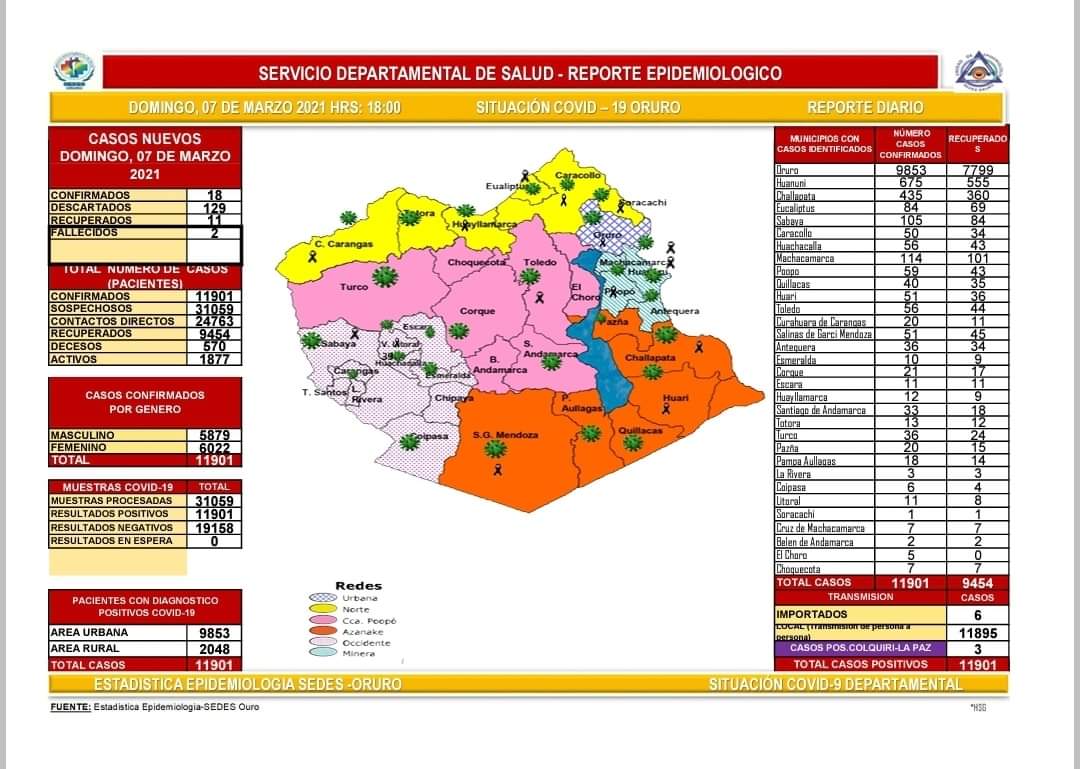 SERVICIO DEPARTAMENTAL DE SALUD - REPORTE EPIDEMIOLOGICO
DOMINGO, 07 DE MARZO 2021 HRS: 18:00 SITUACIÓN COVID – 19 ORURO REPORTE DIARIO
CASOS NUEVOS
DOMINGO, 07 DE MARZO
2021
CONFIRMADOS 18
DESCARTADOS 129
RECUPERADOS 11
FALLECIDOS 2
TOTAL NUMERO DE CASOS
(PACIENTES)
CONFIRMADOS 11901
SOSPECHOSOS 31059
CONTACTOS DIRECTOS 24763
RECUPERADOS 9454
DECESOS 570
ACTIVOS 1877
CASOS CONFIRMADOS
POR GENERO
MASCULINO 5879
FEMENINO 6022
TOTAL 11901
MUESTRAS COVID-19 TOTAL
MUESTRAS PROCESADAS 31059
RESULTADOS POSITIVOS 11901
RESULTADOS NEGATIVOS 19158
RESULTADOS EN ESPERA 0
PACIENTES CON DIAGNOSTICO
POSITIVOS COVID-19
AREA URBANA 9853
AREA RURAL 2048
TOTAL CASOS 11901
Caracollo
Eualiptus
Soracachi
Huayllamarca
Oruro
C. Carangas
Choquecota
Toledo
Machacamarca
Turco
El
Choro
Poopó
Corque
Antequera
Pazña
Escara
Sabaya
V. Litoral
39
Huachacalla
S.
Andamarca
Challapata
Carangas
Esmeralda
B.
Andamarca
T. Santos
L.
Rivera
Chipaya
P.
Aullagas
Huari
Coipasa
S.G. Mendoza
Quillacas
Redes
Urbana
Norte
Cca. Poopó
Azanake
Occidente
Minera
MUNICIPIOS CON
CASOS IDENTIFICADOS
NÚMERO
CASOS
CONFIRMADOS
RECUPERADO
S
Oruro 9853 7799
Huanuni 675 555
Challapata 435 360
Eucaliptus 84 69
Sabaya 105 84
Caracollo 50 34
Huachacalla 56 43
Machacamarca 114 101
Poopo 59 43
Quillacas 40 35
Huari 51 36
Toledo 56 44
Curahuara de Carangas 20 11
Salinas de Garci Mendoza 51 45
Antequera 36 34
Esmeralda 10 9
Corque 21 17
Escara 11 11
Huayllamarca 12 9
Santiago de Andamarca 33 18
Totora 13 12
Turco 36 24
Pazña 20 15
Pampa Aullagas 18 14
La Rivera 3 3
Coipasa 6 4
Litoral 11 8
Soracachi 1 1
Cruz de Machacamarca 7 7
Belen de Andamarca 2 2
El Choro 5 0
Choquecota 7 7
TOTAL CASOS 11901 9454
TRANSMISION CASOS
IMPORTADOS 6
LOCAL (Transmision de persona a
persona) 11895
CASOS POS.COLQUIRI-LA PAZ 3
TOTAL CASOS POSITIVOS 11901
ESTADISTICA EPIDEMIOLOGIA SEDES -ORURO SITUACIÓN COVID-9 DEPARTAMENTAL
FUENTE: Estadistica Epidemiologia-SEDES Ouro
*HSG